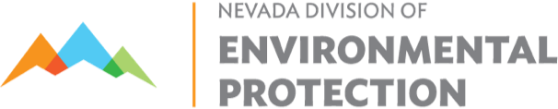 NEVADA DIVISION OF
ENVIRONMENTAL
PROTECTION